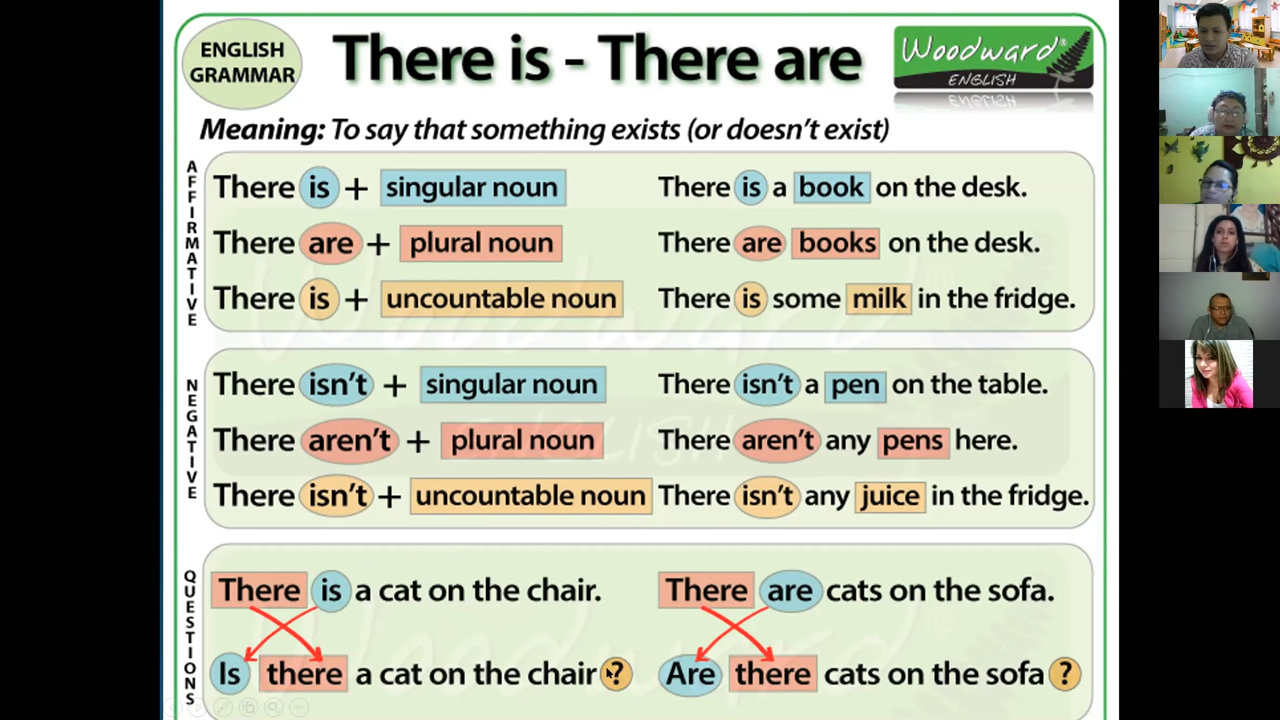 ENGLISH
GRAMMAR
There is - There are
Woodward®
ENGLISH
Meaning: To say that something exists (or doesn't exist)
AFFIRMATIVE
There is + singular noun There is a book on the desk.
There are + plural noun There are books on the desk.
There is + uncountable noun There is some milk in the fridge.
NEGATIVE
There isn't + singular noun There isn't a pen on the table.
There aren't + plural noun There aren't any pens here.
There isn't + uncountable noun There isn't any juice in the fridge.
QUESTIONS
There is a cat on the chair. There are cats on the sofa.
Is there a cat on the chair? Are there cats on the sofa?